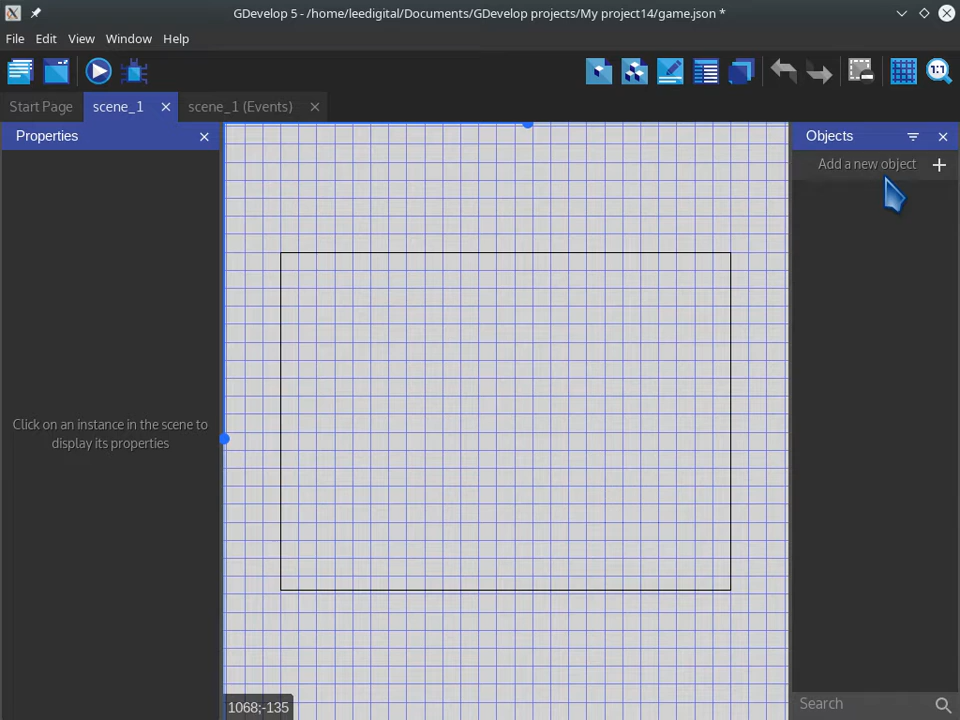 GDevelop 5 - /home/leedigital/Documents/GDevelop projects/My project14/game.json *
File Edit View Window Help
1:1
Start Page scene_1 scene_1 (Events)
Properties
Objects
Add a new object
Click on an instance in the scene to
display its properties
1068;-135
Search